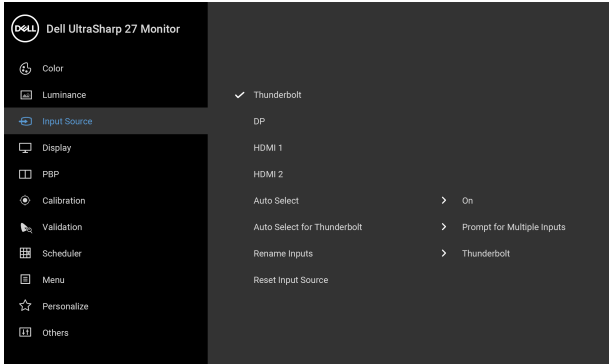 DELL Dell UltraSharp 27 Monitor
Color
Luminance
Input Source
Display
PBP
Calibration
Validation
Scheduler
Menu
Personalize
Others
Thunderbolt
DP
HDMI 1
HDMI 2
Auto Select On
Auto Select for Thunderbolt Prompt for Multiple Inputs
Rename Inputs Thunderbolt
Reset Input Source